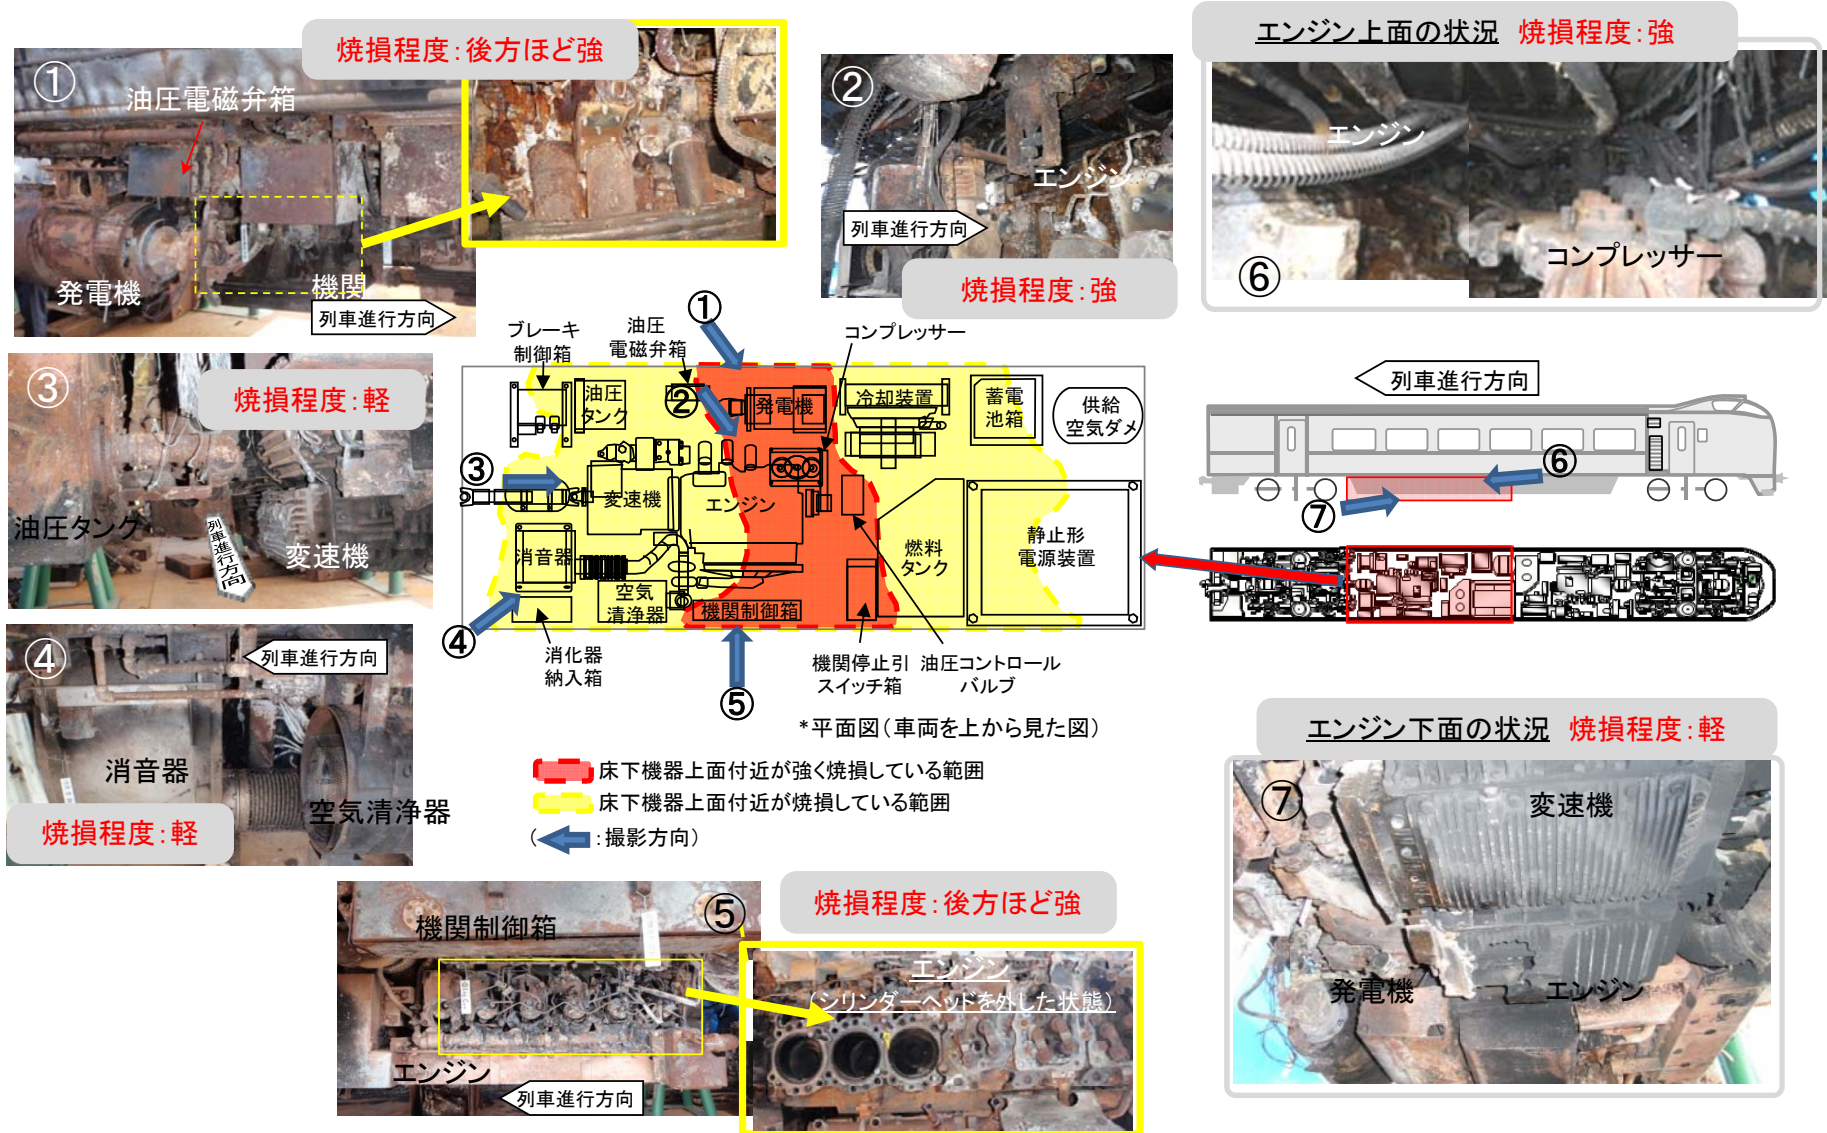 焼損程度：後方ほど強
①
油圧電磁弁箱
発電機
機関
列車進行方向
②
エンジン
列車進行方向
焼損程度：強
エンジン上面の状況 焼損程度：強
エンジン
コンプレッサー
⑥
③
焼損程度：軽
油圧タンク
列車進行方向
変速機
④
列車進行方向
消音器
空気清浄器
焼損程度：軽
①
ブレーキ
制御箱
油圧
電磁弁箱
コンプレッサー
②
油圧
タンク
発電機
冷却装置
蓄電
池箱
供給
空気ダメ
③
変速機
エンジン
消音器
燃料
タンク
静止形
電源装置
空気
清浄器
機関制御箱
④
消化器
納入箱
⑤
機関停止引
スイッチ箱
油圧コントロール
バルブ
*平面図（車両を上から見た図）
床下機器上面付近が強く焼損している範囲
床下機器上面付近が焼損している範囲
（ ：撮影方向）
列車進行方向
⑥
⑦
機関制御箱
⑤
エンジン
列車進行方向
焼損程度：後方ほど強
エンジン
（シリンダーヘッドを外した状態）
エンジン下面の状況 焼損程度：軽
⑦
変速機
発電機
エンジン